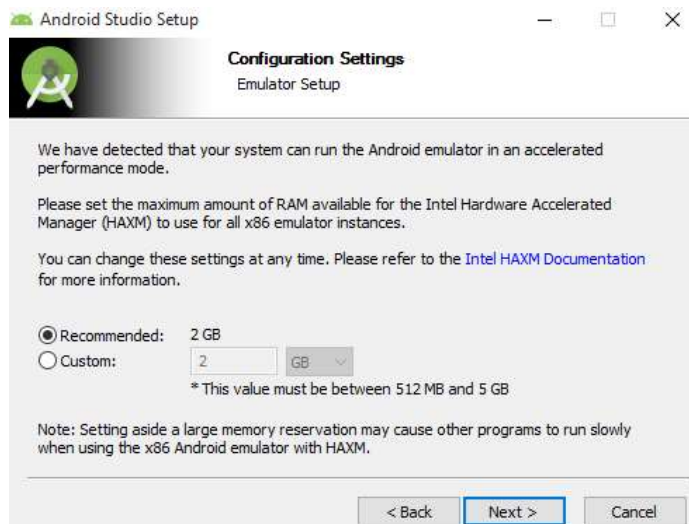 Android Studio Setup
Configuration Settings
Emulator Setup
We have detected that your system can run the Android emulator in an accelerated
performance mode.
Please set the maximum amount of RAM available for the Intel Hardware Accelerated
Manager (HAXM) to use for all x86 emulator instances.
You can change these settings at any time. Please refer to the Intel HAXM Documentation
for more information.
Recommended: 2 GB
Custom: 2 GB
* This value must be between 512 MB and 5 GB
Note: Setting aside a large memory reservation may cause other programs to run slowly
when using the x86 Android emulator with HAXM.
< Back Next > Cancel